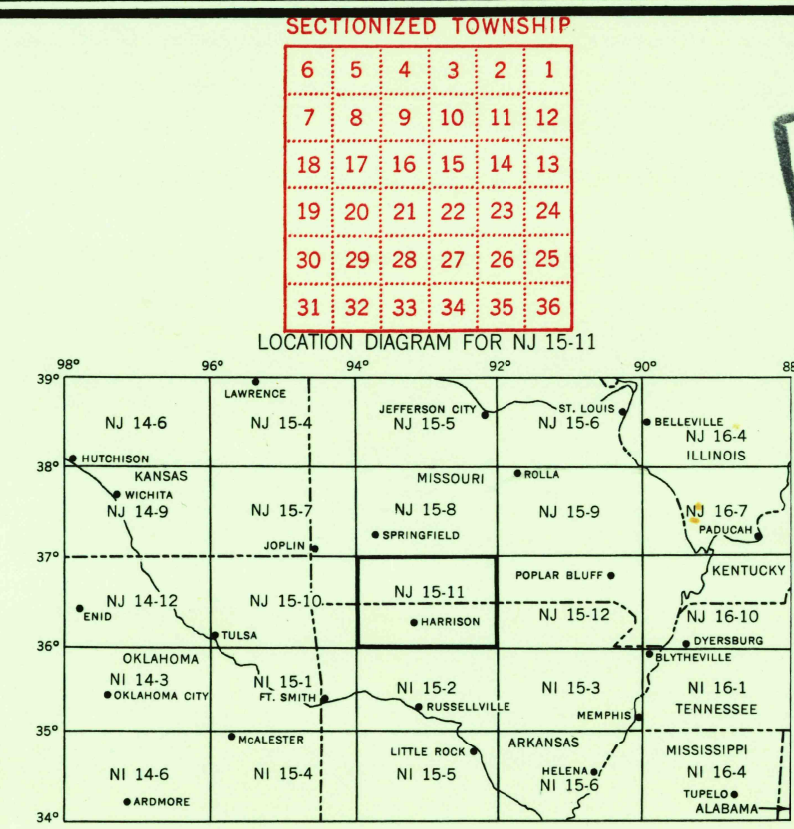 SECTIONIZED TOWNSHIP
6 5 4 3 2 1
7 8 9 10 11 12
18 17 16 15 14 13
19 20 21 22 23 24
30 29 28 27 26 25
31 32 33 34 35 36
LOCATION DIAGRAM FOR NJ 15-11
98° 96° 94° 92° 90° 88
39°
LAWRENCE
JEFFERSON CITY
ST. LOUIS
BELLEVILLE
NJ 14-6 NJ 15-4 NJ 15-5 NJ 15-6 NJ 16-4
ILLINOIS
38°
HUTCHISON
KANSAS
MISSOURI
ROLLA
WICHITA
NJ 14-9 NJ 15-7 NJ 15-8 NJ 15-9 NJ 16-7
PADUCAH
SPRINGFIELD
JOPLIN
37°
KENTUCKY
POPLAR BLUFF
NJ 14-12 NJ 15-10 NJ 15-11 NJ 15-12 NJ 16-10
ENID
HARRISON
TULSA
DYERSBURG
36°
BLYTHEVILLE
OKLAHOMA
NI 14-3 NI 15-1 NI 15-2 NI 15-3 NI 16-1
OKLAHOMA CITY
FT. SMITH
RUSSELLVILLE
MEMPHIS
TENNESSEE
35°
McALESTER
LITTLE ROCK
ARKANSAS
MISSISSIPPI
NI 14-6 NI 15-4 NI 15-5 NI 15-6 NI 16-4
HELENA
ARDMORE
TUPELO
ALABAMA
34°